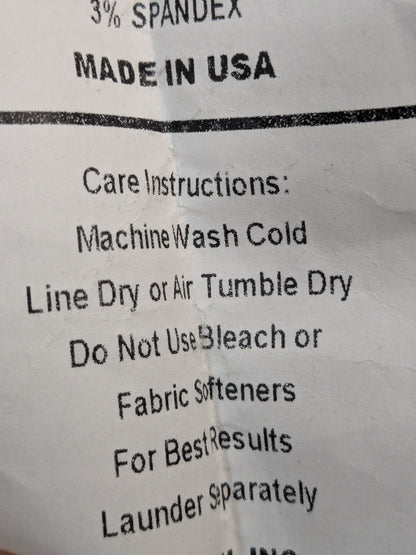 3% SPANDEX
MADE IN USA
Care Instructions:
Machine Wash Cold
Line Dry or Air Tumble Dry
Do Not Use Bleach or
Fabric Softeners
For Best Results
Launder Separately
INC